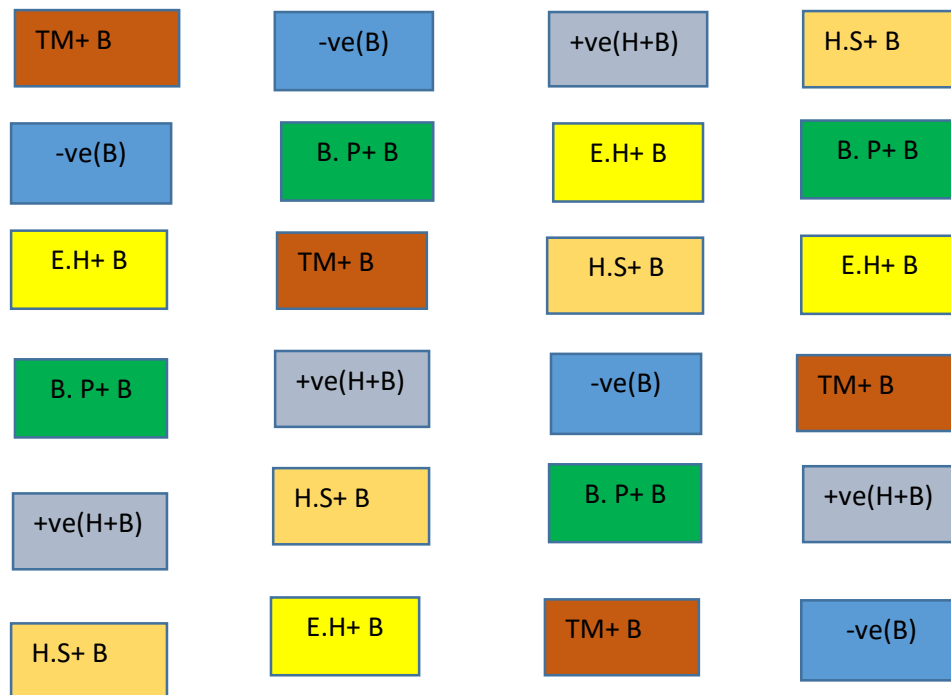 TM+ B
-ve(B)
+ve(H+B)
H.S+ B
-ve(B)
B. P+ B
E.H+ B
B. P+ B
E.H+ B
TM+ B
H.S+ B
E.H+ B
B. P+ B
+ve(H+B)
-ve(B)
TM+ B
+ve(H+B)
H.S+ B
B. P+ B
+ve(H+B)
H.S+ B
E.H+ B
TM+ B
-ve(B)